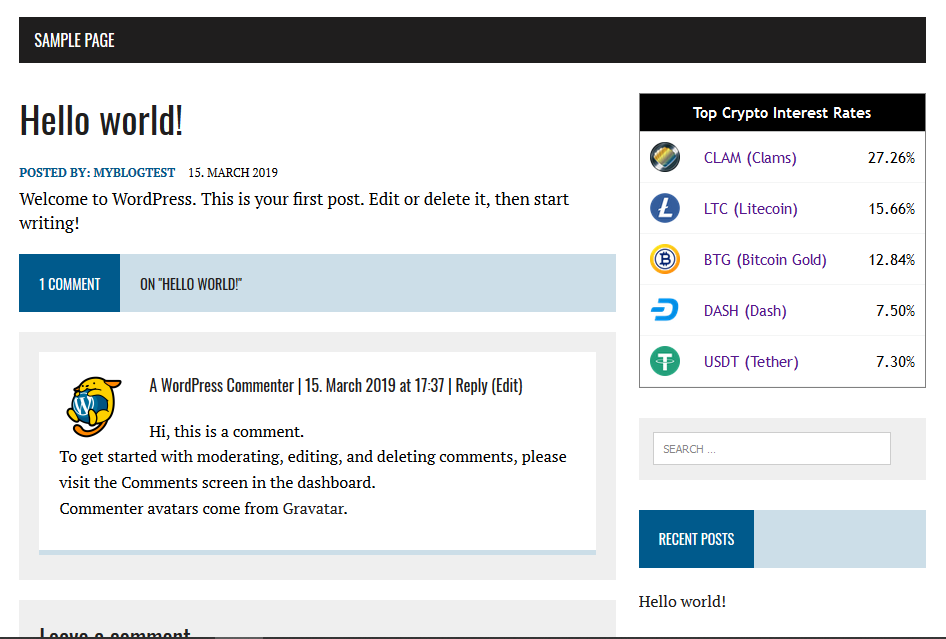 SAMPLE PAGE
Hello world!
POSTED BY: MYBLOGTEST 15. MARCH 2019
Welcome to WordPress. This is your first post. Edit or delete it, then start
writing!
1 COMMENT ON "HELLO WORLD!"
A WordPress Commenter | 15. March 2019 at 17:37 | Reply (Edit)
Hi, this is a comment.
To get started with moderating, editing, and deleting comments, please
visit the Comments screen in the dashboard.
Commenter avatars come from Gravatar.
Leave a comment
Top Crypto Interest Rates
CLAM (Clams) 27.26%
LTC (Litecoin) 15.66%
BTG (Bitcoin Gold) 12.84%
DASH (Dash) 7.50%
USDT (Tether) 7.30%
SEARCH ...
RECENT POSTS
Hello world!